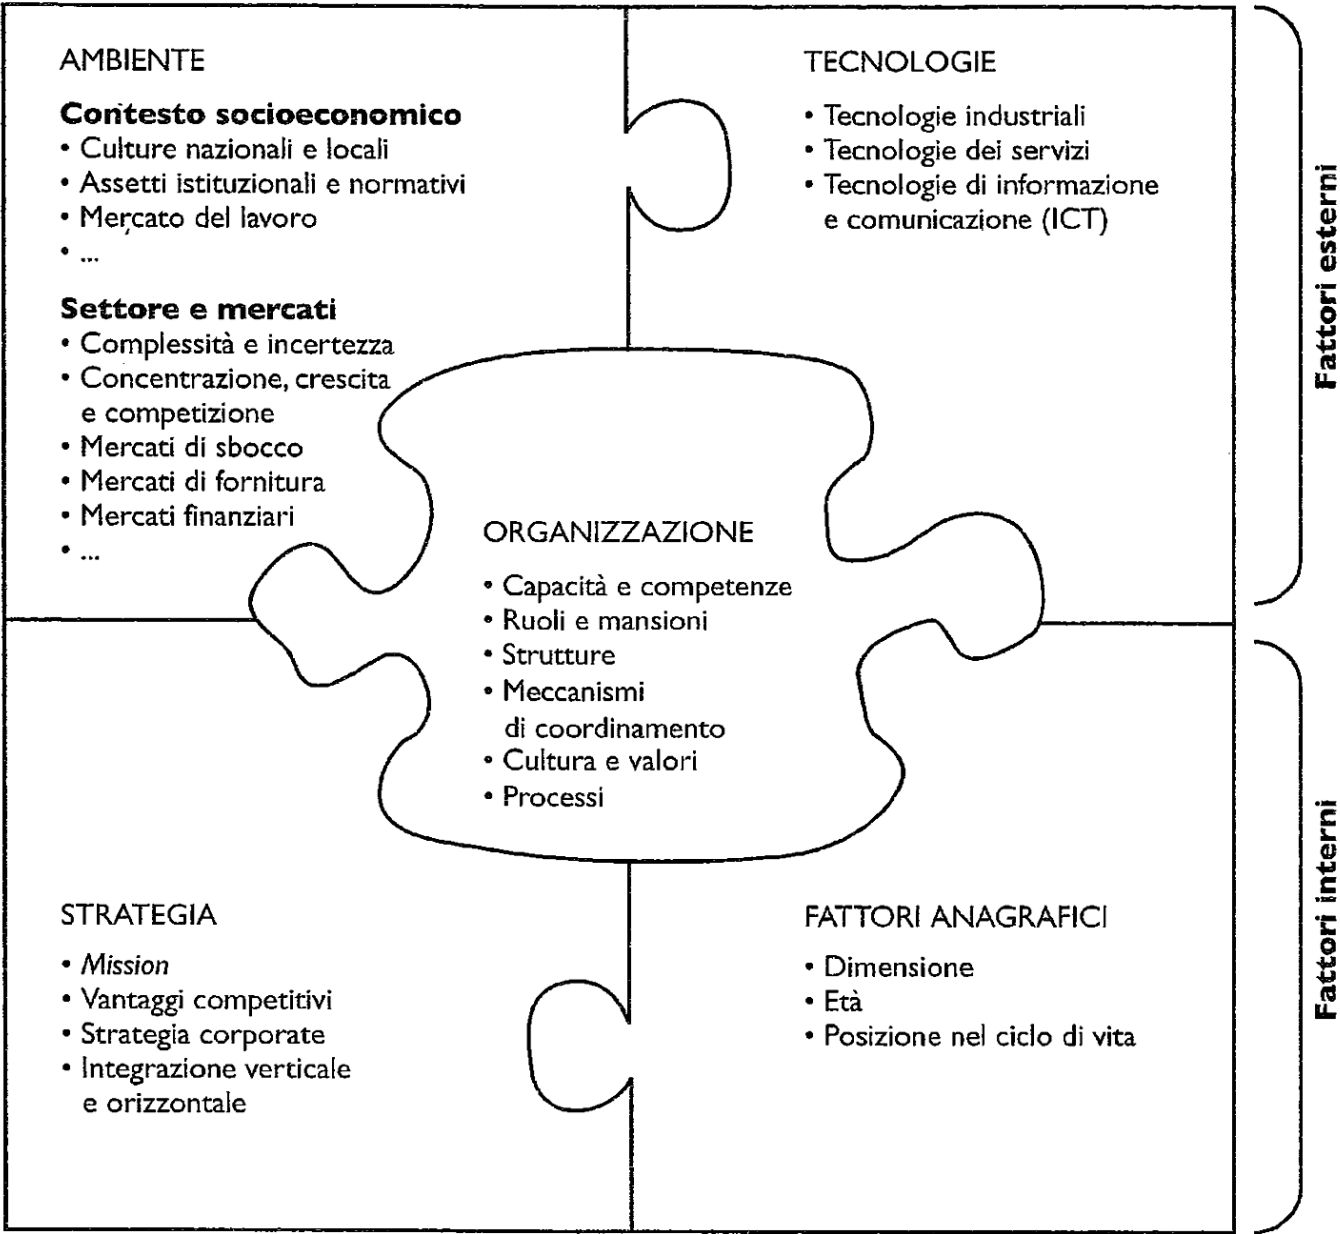 AMBIENTE
Contesto socioeconomico
• Culture nazionali e locali
• Assetti istituzionali e normativi
• Mercato del lavoro
• ...
Settore e mercati
• Complessità e incertezza
• Concentrazione, crescita
e competizione
• Mercati di sbocco
• Mercati di fornitura
• Mercati finanziari
• ...
TECNOLOGIE
• Tecnologie industriali
• Tecnologie dei servizi
• Tecnologie di informazione
e comunicazione (ICT)
Fattori esterni
ORGANIZZAZIONE
• Capacità e competenze
• Ruoli e mansioni
• Strutture
• Meccanismi
di coordinamento
• Cultura e valori
• Processi
STRATEGIA
• Mission
• Vantaggi competitivi
• Strategia corporate
• Integrazione verticale
e orizzontale
FATTORI ANAGRAFICI
• Dimensione
• Età
• Posizione nel ciclo di vita
Fattori interni